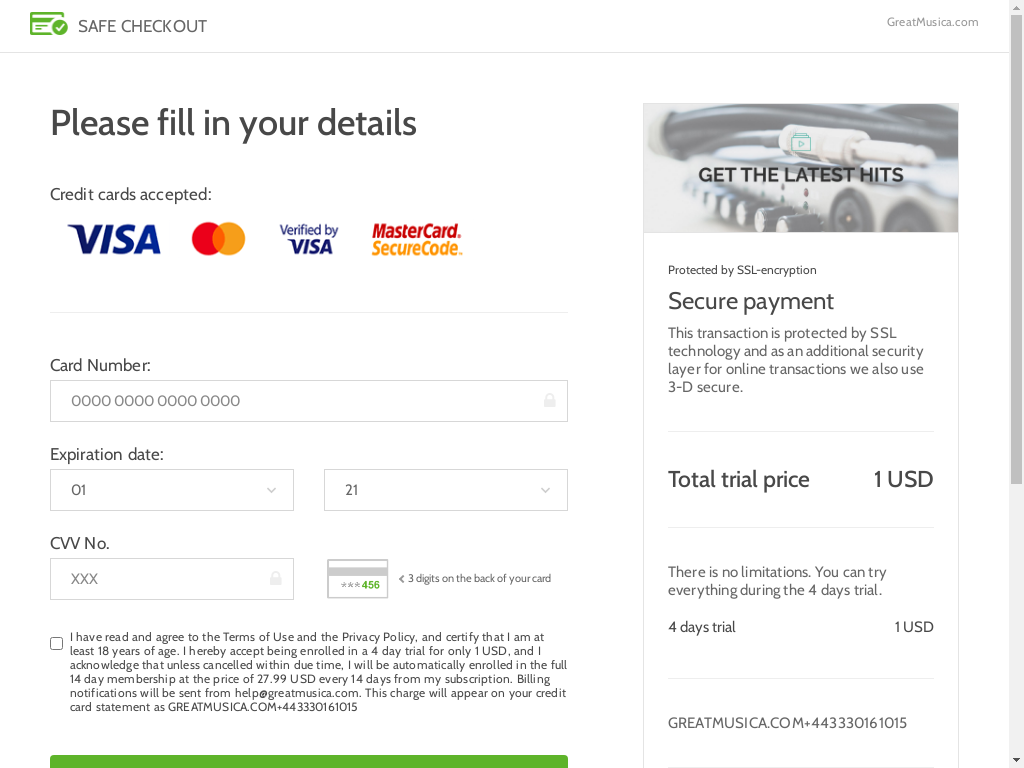 SAFE CHECKOUT
GreatMusica.com
Please fill in your details
Credit cards accepted:
VISA
Verified by
VISA
MasterCard.
SecureCode.
Card Number:
0000 0000 0000 0000
Expiration date:
01
21
CVV No.
XXX
***456
3 digits on the back of your card
I have read and agree to the Terms of Use and the Privacy Policy, and certify that I am at
least 18 years of age. I hereby accept being enrolled in a 4 day trial for only 1 USD, and I
acknowledge that unless cancelled within due time, I will be automatically enrolled in the full
14 day membership at the price of 27.99 USD every 14 days from my subscription. Billing
notifications will be sent from help@greatmusica.com. This charge will appear on your credit
card statement as GREATMUSICA.COM+443330161015
GET THE LATEST HITS
Protected by SSL-encryption
Secure payment
This transaction is protected by SSL
technology and as an additional security
layer for online transactions we also use
3-D secure.
Total trial price 1 USD
There is no limitations. You can try
everything during the 4 days trial.
4 days trial 1 USD
GREATMUSICA.COM+443330161015